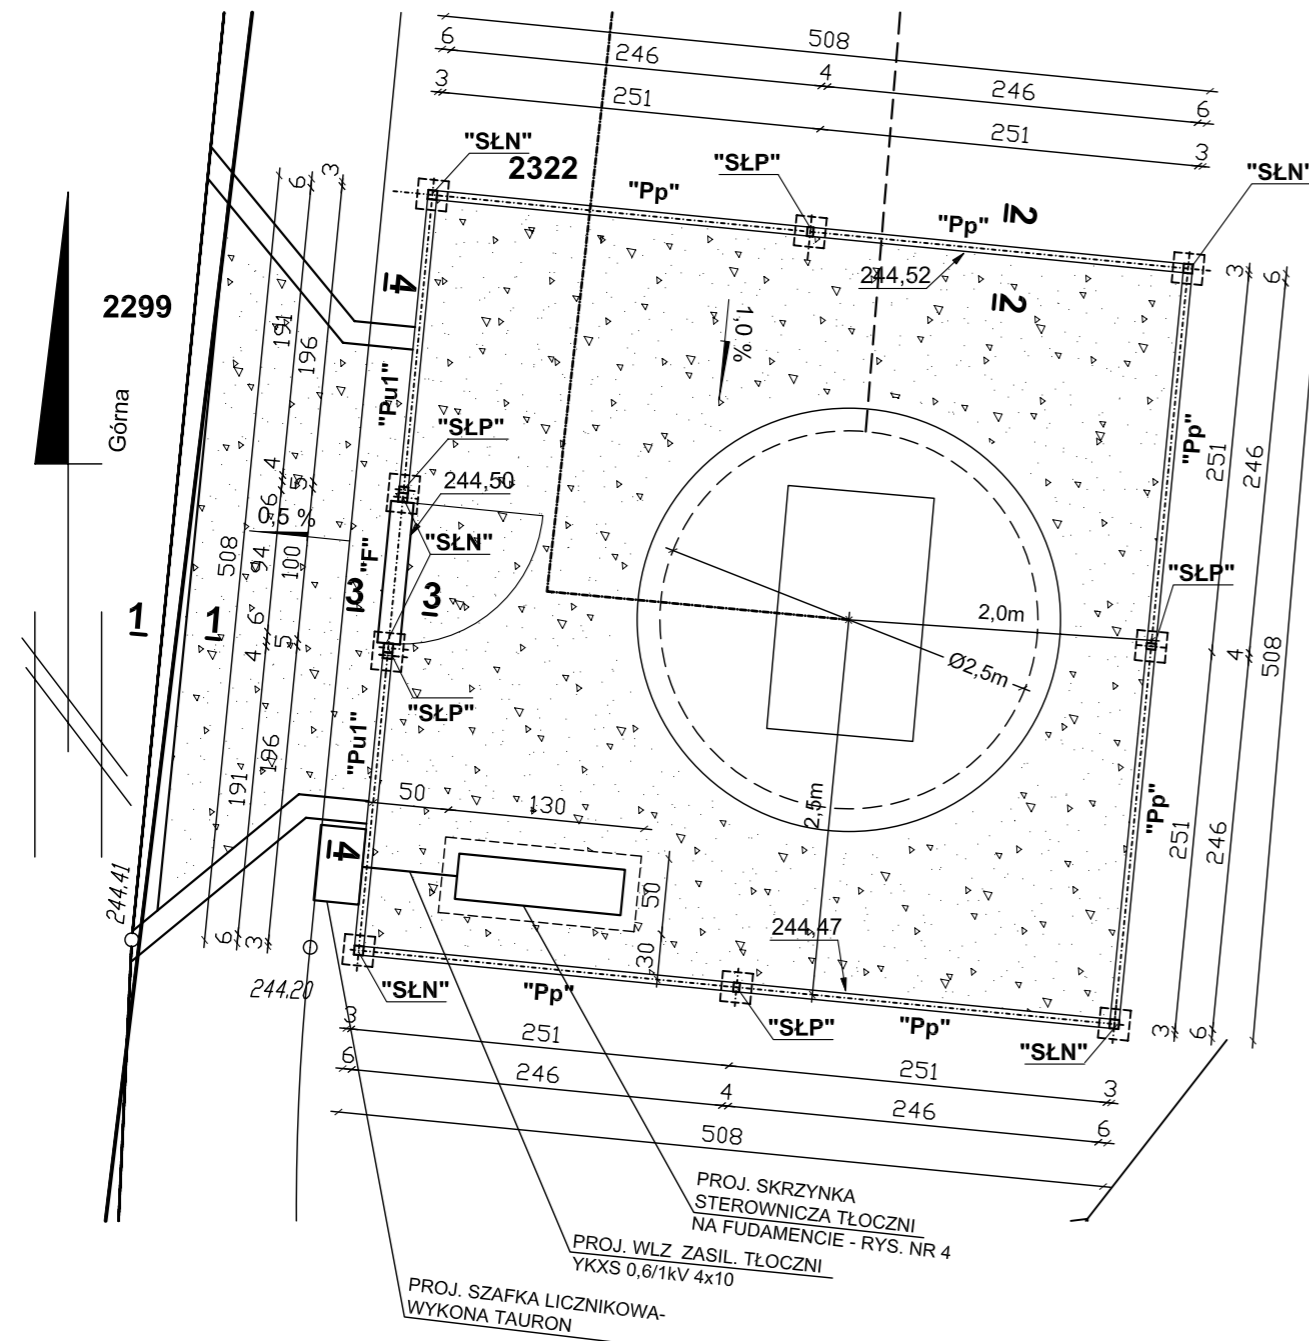 508
6
246
4
246
6
3
251
251
3
"SŁN"
2322
"SŁP"
"SŁN"
"Pp"
"Pp"
2
2
244,52
1,0 %
6
3
4
2299
Górna
191
196
"Pu1"
"SŁP"
244,50
"SŁN"
4
5
96
0,5 %
508
94
100
"F"
3
3
1
1
6
4
5
"SŁP"
"Pu1"
191
196
50
130
4
244.41
6
3
244.20
50
30
"SŁN"
"Pp"
244,47
"SŁP"
"Pp"
"SŁN"
2,0m
Ø2,5m
2,5m
"SŁP"
"Pp"
"Pp"
3
6
251
246
4
508
251
246
3
6
3
251
251
3
6
246
4
246
6
508
PROJ. SKRZYNKA
STEROWNICZA TŁOCZNI
NA FUDAMENCIE - RYS. NR 4
PROJ. WLZ ZASIL. TŁOCZNI
YKXS 0,6/1kV 4x10
PROJ. SZAFKA LICZNIKOWA-
WYKONA TAURON